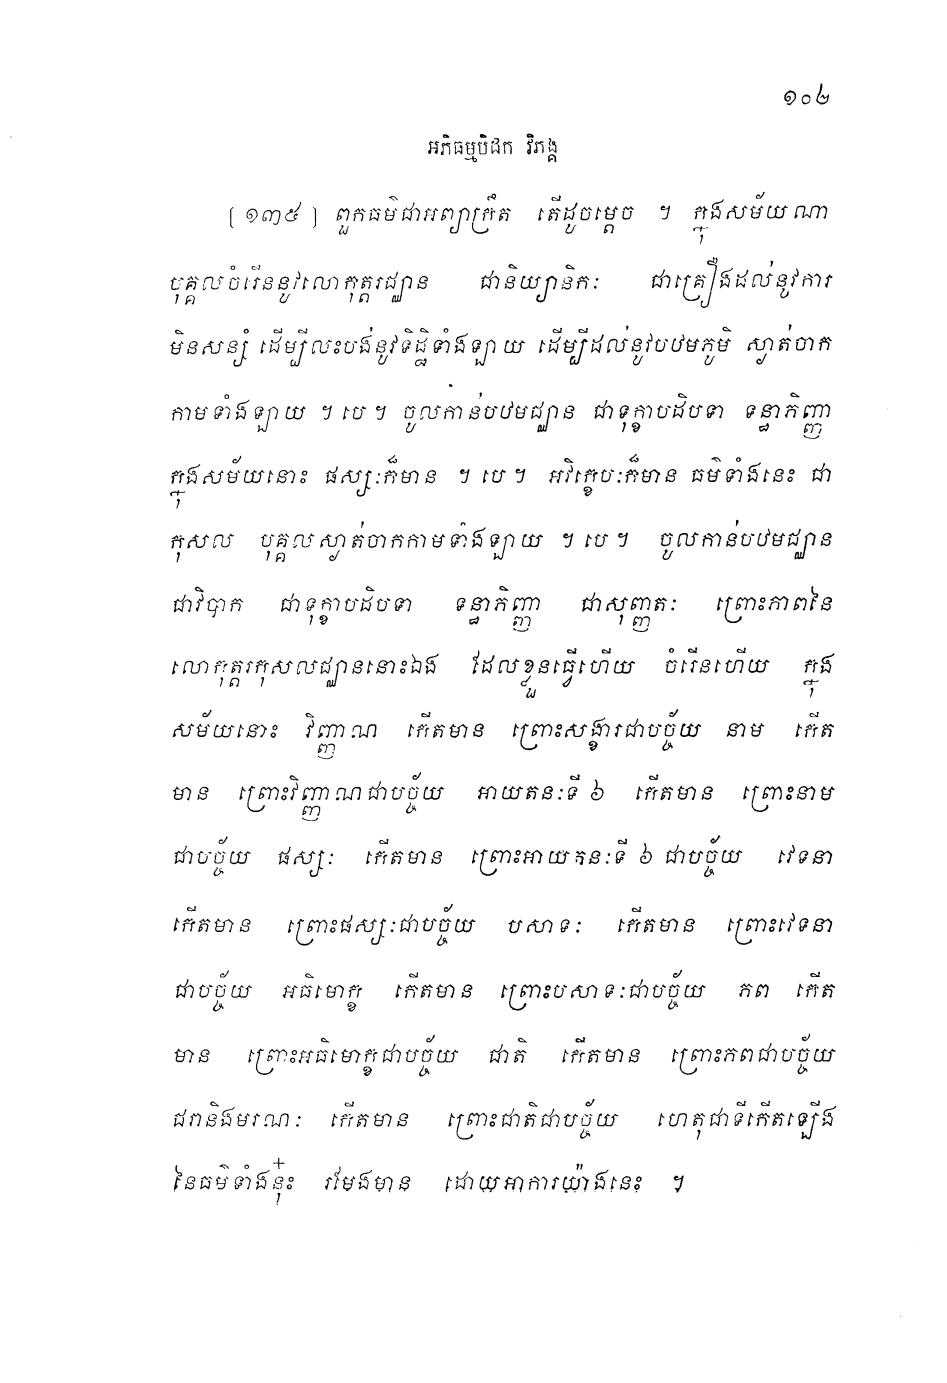 ១០៤
អភិធម្មបិដក វិភង្គ
[ ១៣៥ ] ពួកធម៌ជាអព្យាក្រឹត តើដូចម្តេច ។ ក្នុងសម័យណា
បុគ្គលចំរើននូវលោកុត្តរជ្ឈាន ជានិយ្យានិកៈ ជាគ្រឿងដល់នូវការ
មិនសន្សំ ដើម្បីលះបង់នូវទិដ្ឋិទាំងឡាយ ដើម្បីដល់នូវបឋមភូមិ ស្ងាត់ចាក
កាមទាំងឡាយ ។ បេ ។ ចូលកាន់បឋមជ្ឈាន ជាទុក្ខាបដិបទា ទន្ធាភិញ្ញា
ក្នុងសម័យនោះ ផស្សៈក៏មាន ។ បេ ។ អវិក្ខេបៈក៏មាន ធម៌ទាំងនេះ ជា
កុសល បុគ្គលស្ងាត់ចាកកាមទាំងឡាយ ។ បេ ។ ចូលកាន់បឋមជ្ឈាន
ជាវិបាក ជាទុក្ខាបដិបទា ទន្ធាភិញ្ញា ជាសុញ្ញតៈ ព្រោះភាពនៃ
លោកុត្តរកុសលជ្ឈាននោះឯង ដែលខ្លួនធ្វើហើយ ចំរើនហើយ ក្នុង
សម័យនោះ វិញ្ញាណ កើតមាន ព្រោះសង្ខារជាបច្ច័យ នាម កើត
មាន ព្រោះវិញ្ញាណជាបច្ច័យ អាយតនៈទី ៦ កើតមាន ព្រោះនាម
ជាបច្ច័យ ផស្សៈ កើតមាន ព្រោះអាយតនៈទី ៦ ជាបច្ច័យ វេទនា
កើតមាន ព្រោះផស្សៈជាបច្ច័យ បសាទៈ កើតមាន ព្រោះវេទនា
ជាបច្ច័យ អធិមោក្ខ កើតមាន ព្រោះបសាទៈជាបច្ច័យ ភព កើត
មាន ព្រោះអធិមោក្ខជាបច្ច័យ ជាតិ កើតមាន ព្រោះភពជាបច្ច័យ
ជរានិងមរណៈ កើតមាន ព្រោះជាតិជាបច្ច័យ ហេតុជាទីកើតឡើង
នៃធម៌ទាំងនុ៎ះ រមែងមាន ដោយអាការយ៉ាងនេះ ។